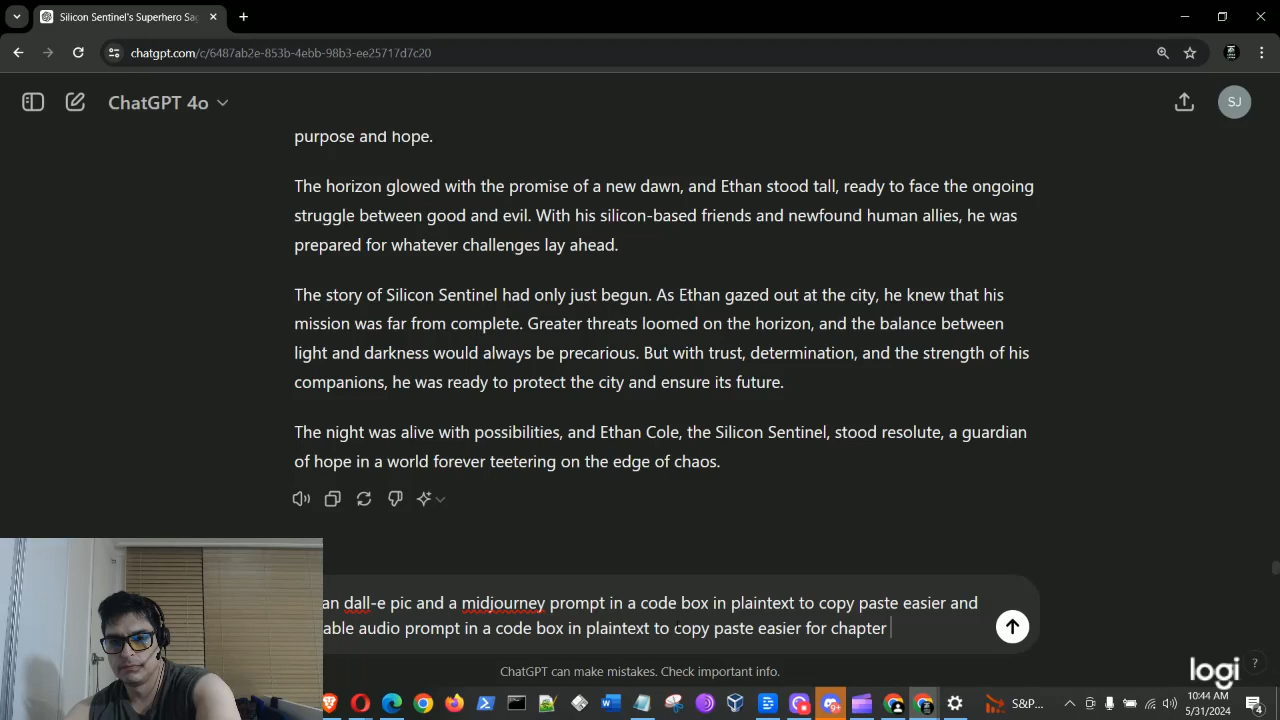 Silicon Sentinel's Superhero Sag
chatgpt.com/c/6487ab2e-853b-4ebb-98b3-ee25717d7c20
ChatGPT 4o
SJ
purpose and hope.
The horizon glowed with the promise of a new dawn, and Ethan stood tall, ready to face the ongoing
struggle between good and evil. With his silicon-based friends and newfound human allies, he was
prepared for whatever challenges lay ahead.
The story of Silicon Sentinel had only just begun. As Ethan gazed out at the city, he knew that his
mission was far from complete. Greater threats loomed on the horizon, and the balance between
light and darkness would always be precarious. But with trust, determination, and the strength of his
companions, he was ready to protect the city and ensure its future.
The night was alive with possibilities, and Ethan Cole, the Silicon Sentinel, stood resolute, a guardian
of hope in a world forever teetering on the edge of chaos.
an dall-e pic and a midjourney prompt in a code box in plaintext to copy paste easier and
able audio prompt in a code box in plaintext to copy paste easier for chapter
ChatGPT can make mistakes. Check important info.
?
logi
S&P...
10:44 AM
5/31/2024
4